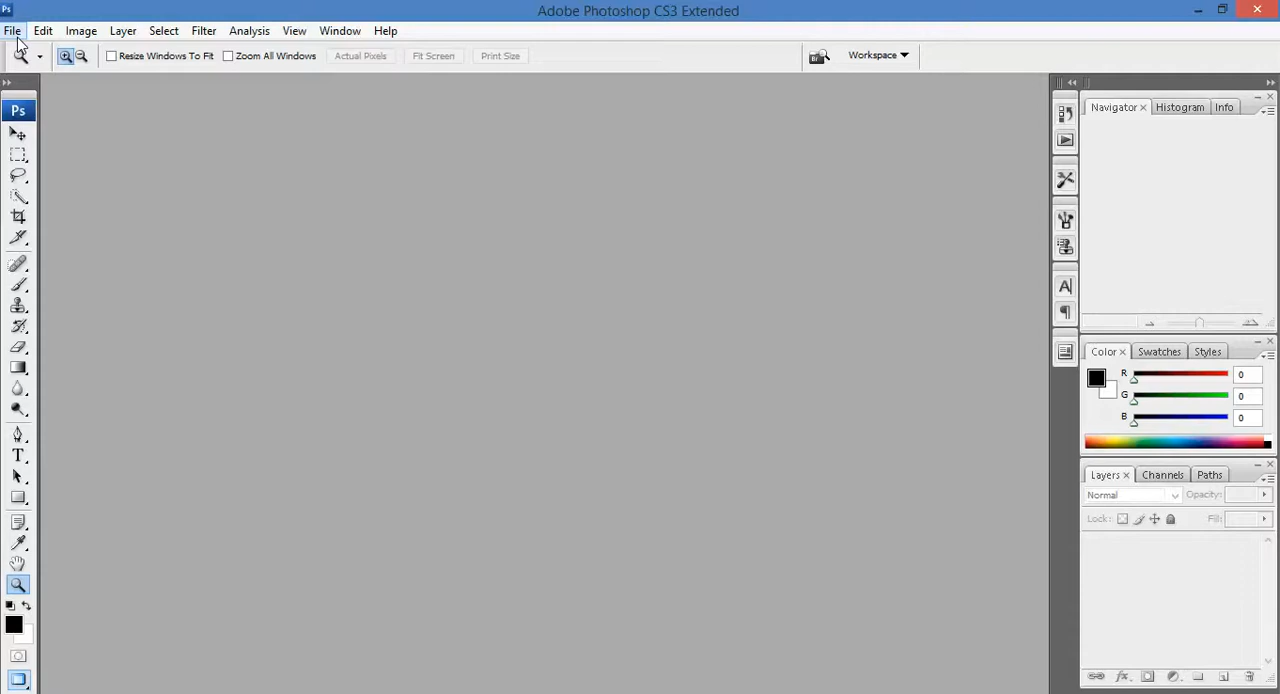 Ps Adobe Photoshop CS3 Extended
File Edit Image Layer Select Filter Analysis View Window Help
Resize Windows To Fit Zoom All Windows Actual Pixels Fit Screen Print Size Br Workspace
Ps
Navigator Histogram Info
Color Swatches Styles
R 0
G 0
B 0
Layers Channels Paths
Normal Opacity:
Lock: Fill: